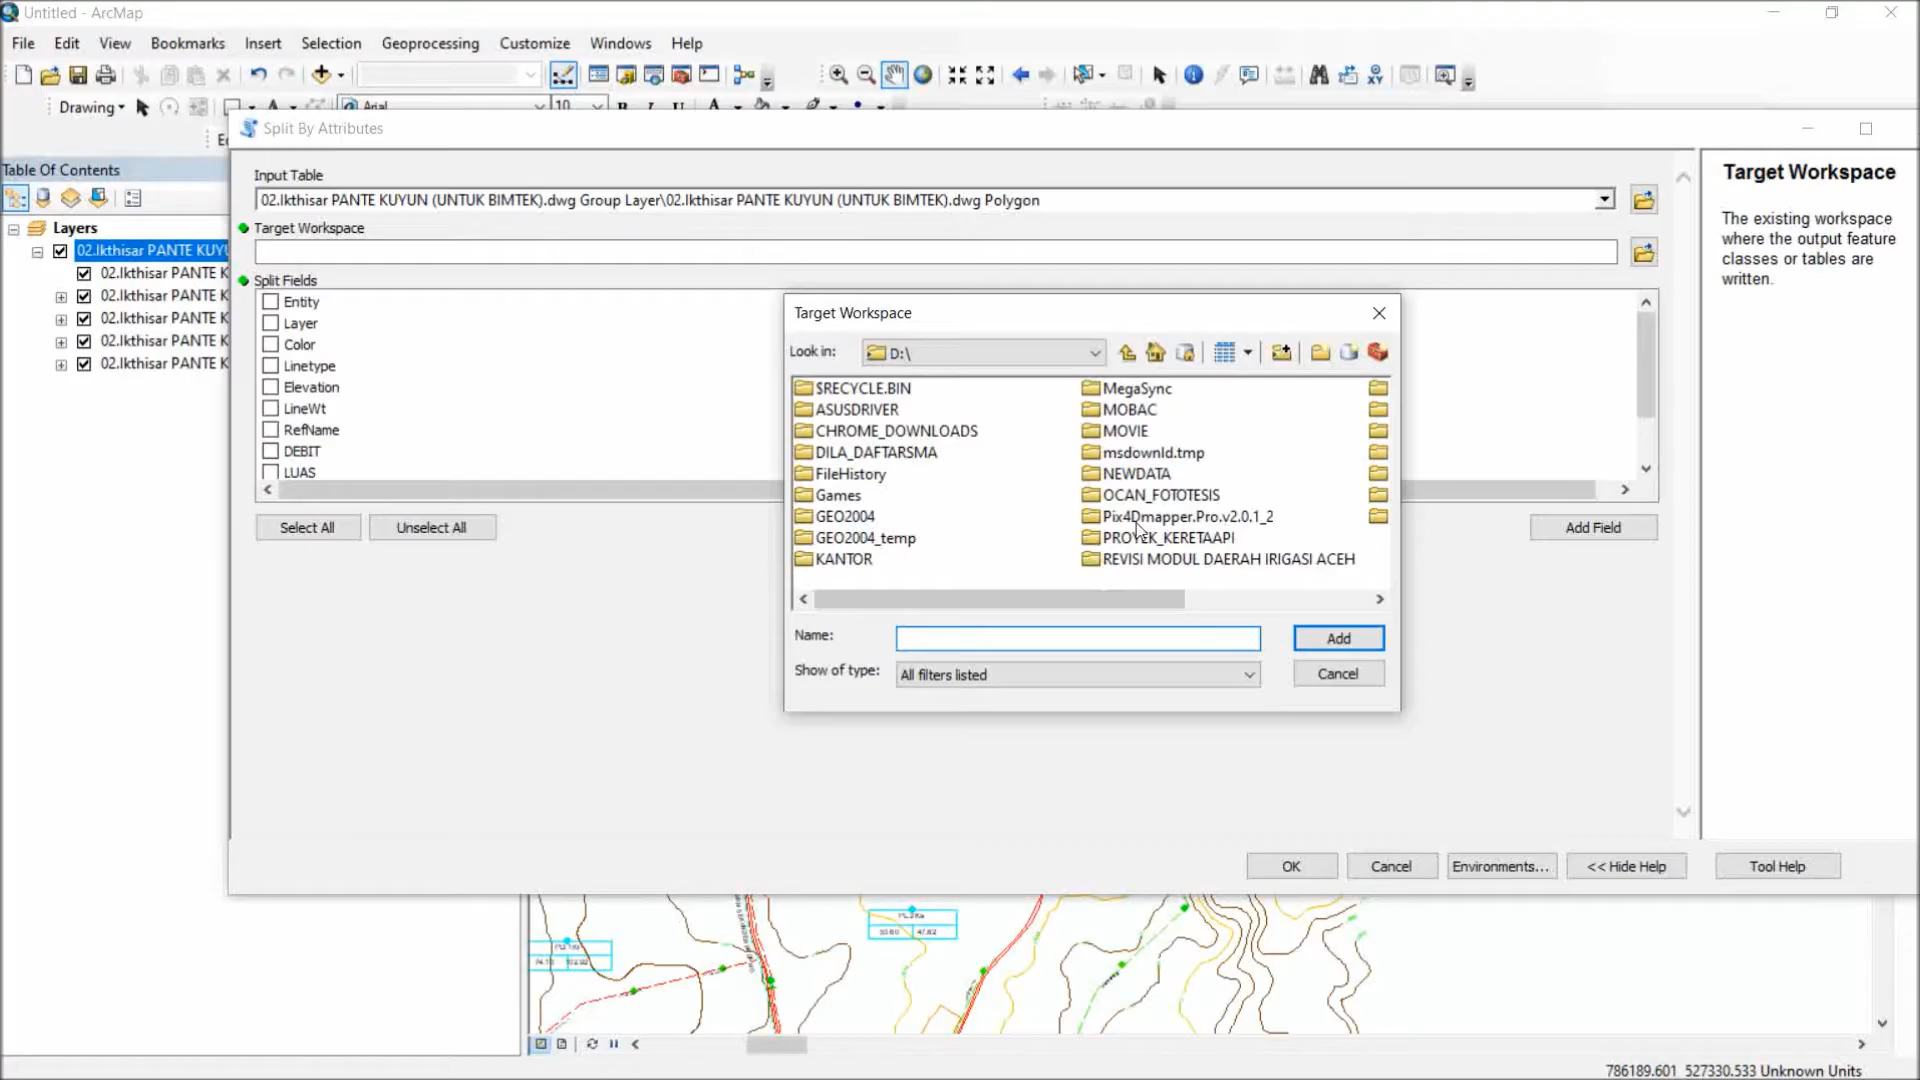 Untitled - ArcMap
File Edit View Bookmarks Insert Selection Geoprocessing Customize Windows Help
Drawing Arial 10 B I U A
Split By Attributes
Table Of Contents
Layers
02.Ikthisar PANTE KUYU
02.Ikthisar PANTE K
02.Ikthisar PANTE K
02.Ikthisar PANTE K
02.Ikthisar PANTE K
02.Ikthisar PANTE K
Input Table
02.Ikthisar PANTE KUYUN (UNTUK BIMTEK).dwg Group Layer\02.Ikthisar PANTE KUYUN (UNTUK BIMTEK).dwg Polygon
Target Workspace
Split Fields
Entity
Layer
Color
Linetype
Elevation
LineWt
RefName
DEBIT
LUAS
Select All Unselect All Add Field
Target Workspace
Look in: D:\
$RECYCLE.BIN
ASUSDRIVER
CHROME_DOWNLOADS
DILA_DAFTARSMA
FileHistory
Games
GEO2004
GEO2004_temp
KANTOR
MegaSync
MOBAC
MOVIE
msdownld.tmp
NEWDATA
OCAN_FOTOTESIS
Pix4Dmapper.Pro.v2.0.1_2
PROYEK_KERETAAPI
REVISI MODUL DAERAH IRIGASI ACEH
Name: Add
Show of type: All filters listed Cancel
OK Cancel Environments... << Hide Help Tool Help
Target Workspace
The existing workspace
where the output feature
classes or tables are
written.
786189.601 527330.533 Unknown Units